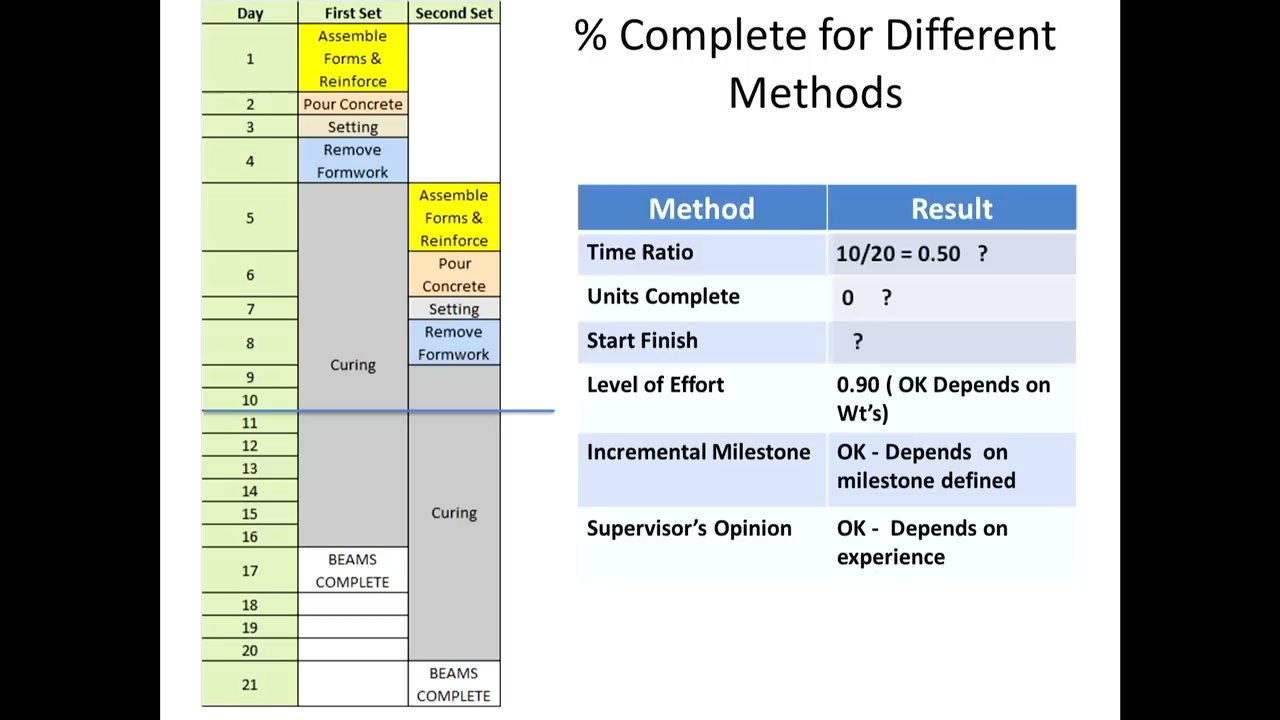 % Complete for Different
Methods
Day First Set Second Set
1 Assemble
Forms &
Reinforce
2 Pour Concrete
3 Setting
4 Remove
Formwork
5 Assemble
Forms &
Reinforce
6 Pour
Concrete
7 Setting
8 Remove
Formwork
Curing
9
10
11
12
13
14
15
Curing
16
17 BEAMS
COMPLETE
18
19
20
21 BEAMS
COMPLETE
Method Result
Time Ratio 10/20 = 0.50 ?
Units Complete 0 ?
Start Finish ?
Level of Effort 0.90 ( OK Depends on
Wt’s)
Incremental Milestone OK - Depends on
milestone defined
Supervisor’s Opinion OK - Depends on
experience